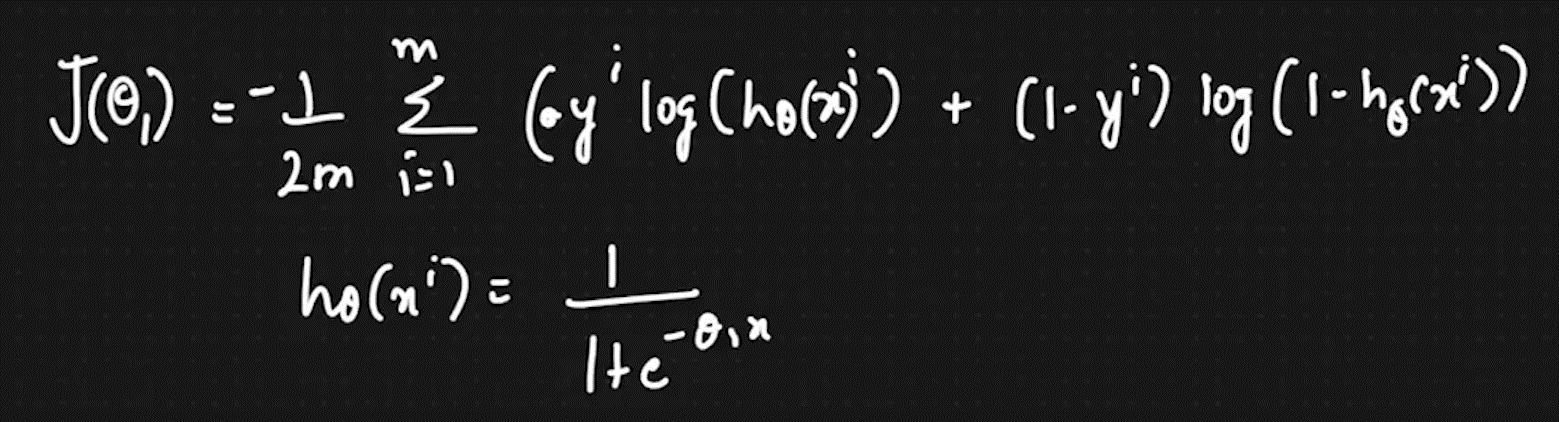 J(θ₁) = -1/2m Σ_{i=1}^{m} (y^i log(h_θ(x)^i) + (1-y^i) log(1-h_θ(x^i))
h_θ(x^i) = 1/(1+e^{-θ₁x})